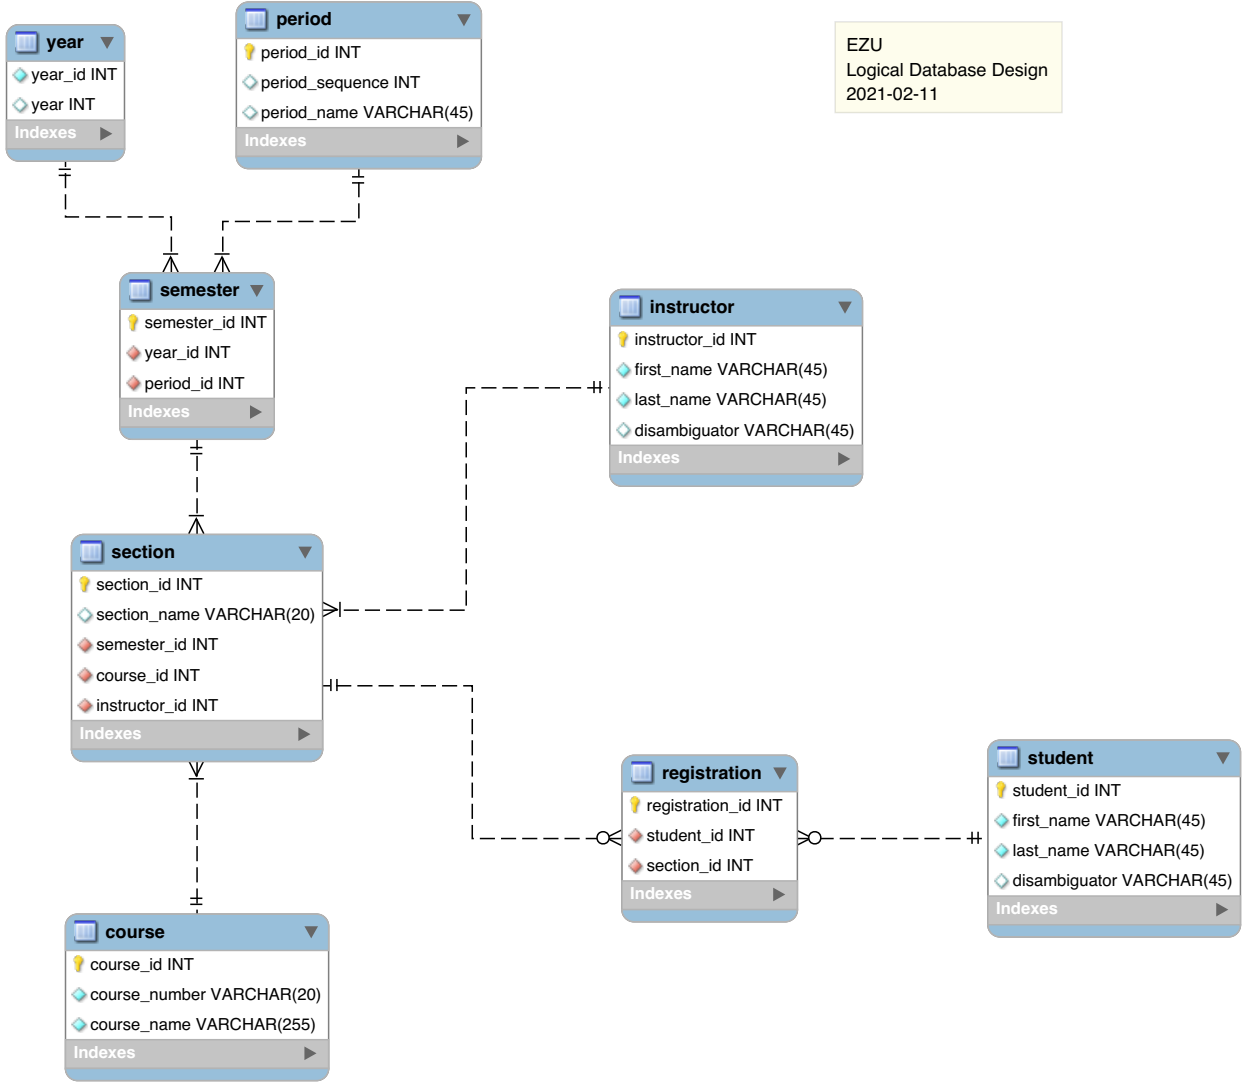 year
year_id INT
year INT
Indexes
period
period_id INT
period_sequence INT
period_name VARCHAR(45)
Indexes
EZU
Logical Database Design
2021-02-11
semester
semester_id INT
year_id INT
period_id INT
Indexes
instructor
instructor_id INT
first_name VARCHAR(45)
last_name VARCHAR(45)
disambiguator VARCHAR(45)
Indexes
section
section_id INT
section_name VARCHAR(20)
semester_id INT
course_id INT
instructor_id INT
Indexes
registration
registration_id INT
student_id INT
section_id INT
Indexes
student
student_id INT
first_name VARCHAR(45)
last_name VARCHAR(45)
disambiguator VARCHAR(45)
Indexes
course
course_id INT
course_number VARCHAR(20)
course_name VARCHAR(255)
Indexes